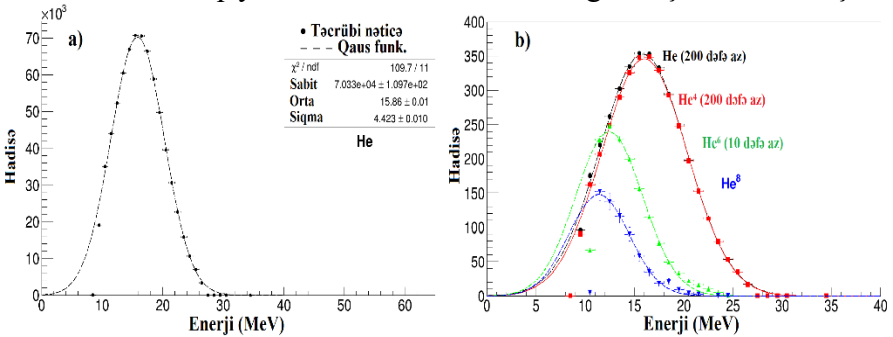 ×10³
a)
Hadisə
70
60
50
40
30
20
10
0
0 10 20 30 40 50 60
Enerji (MeV)
• Təcrübi nəticə
--- Qaus funk.
χ² / ndf 109.7 / 11
Sabit 7.033e+04 ± 1.097e+02
Orta 15.86 ± 0.01
Siqma 4.423 ± 0.010
He
b)
Hadisə
400
350
300
250
200
150
100
50
0
0 5 10 15 20 25 30 35 40
Enerji (MeV)
He (200 dəfə az)
He⁴ (200 dəfə az)
He⁶ (10 dəfə az)
He⁸